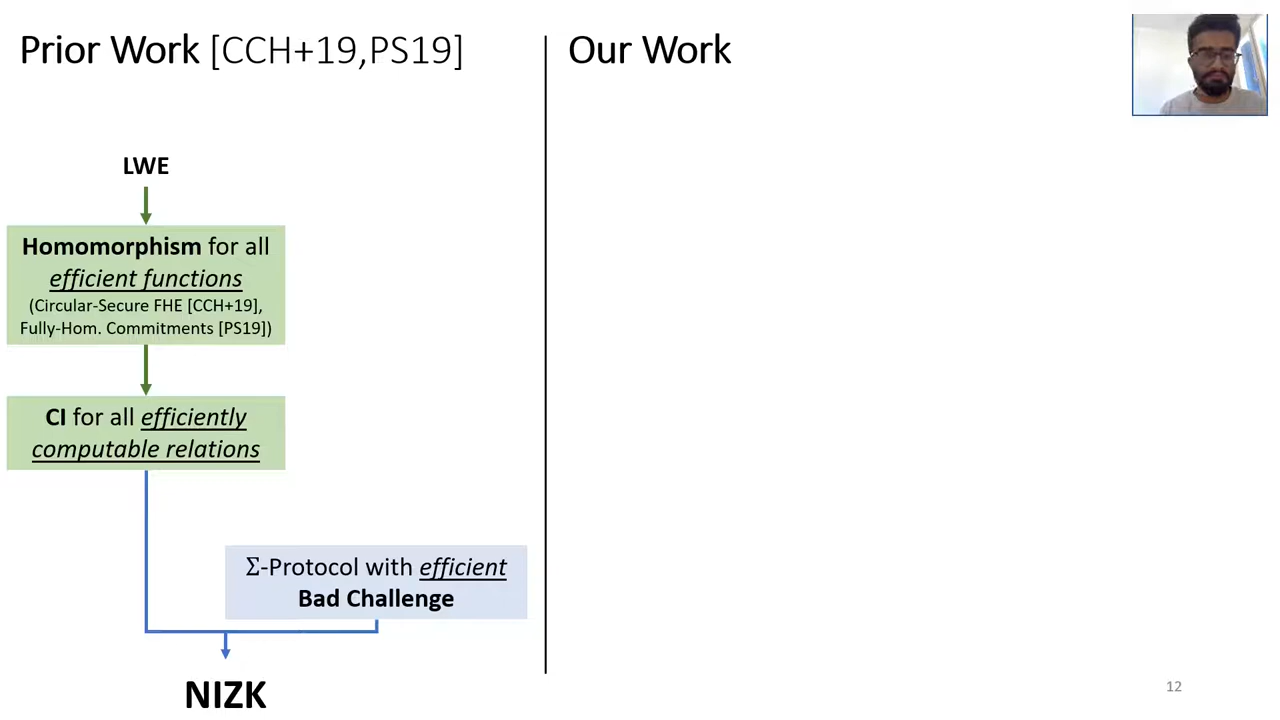 Prior Work [CCH+19,PS19]
LWE
Homomorphism for all
efficient functions
(Circular-Secure FHE [CCH+19],
Fully-Hom. Commitments [PS19])
CI for all efficiently
computable relations
Σ-Protocol with efficient
Bad Challenge
NIZK
Our Work
12